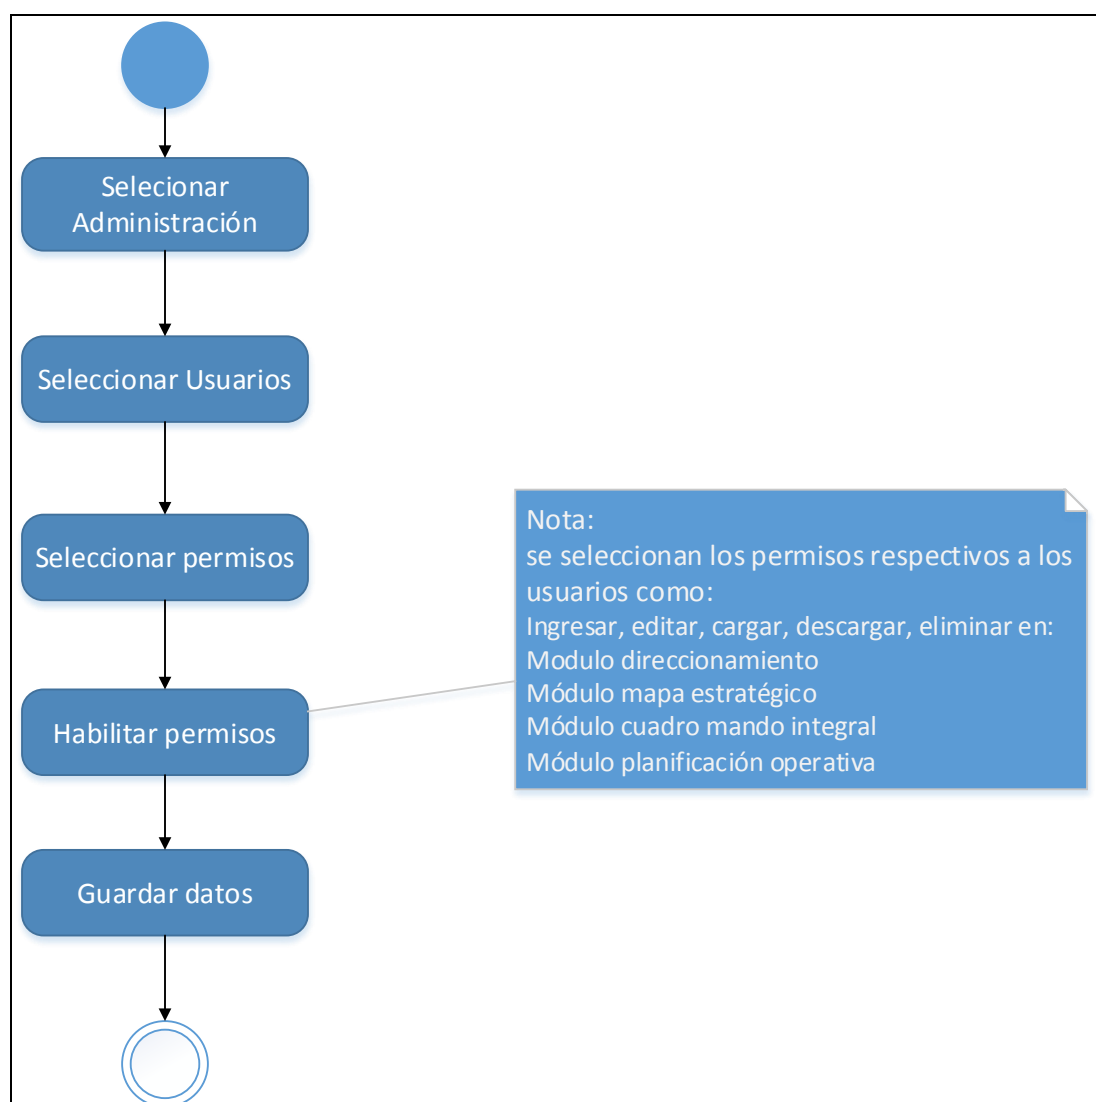 Selecionar
Administración
Seleccionar Usuarios
Seleccionar permisos
Nota:
se seleccionan los permisos respectivos a los
usuarios como:
Ingresar, editar, cargar, descargar, eliminar en:
Modulo direccionamiento
Módulo mapa estratégico
Módulo cuadro mando integral
Módulo planificación operativa
Habilitar permisos
Guardar datos